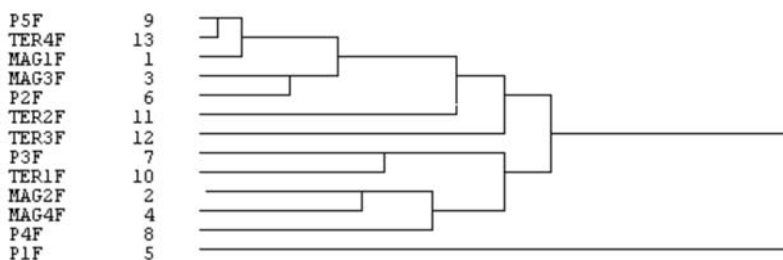 P5F 9
TER4F 13
MAG1F 1
MAG3F 3
P2F 6
TER2F 11
TER3F 12
P3F 7
TER1F 10
MAG2F 2
MAG4F 4
P4F 8
P1F 5